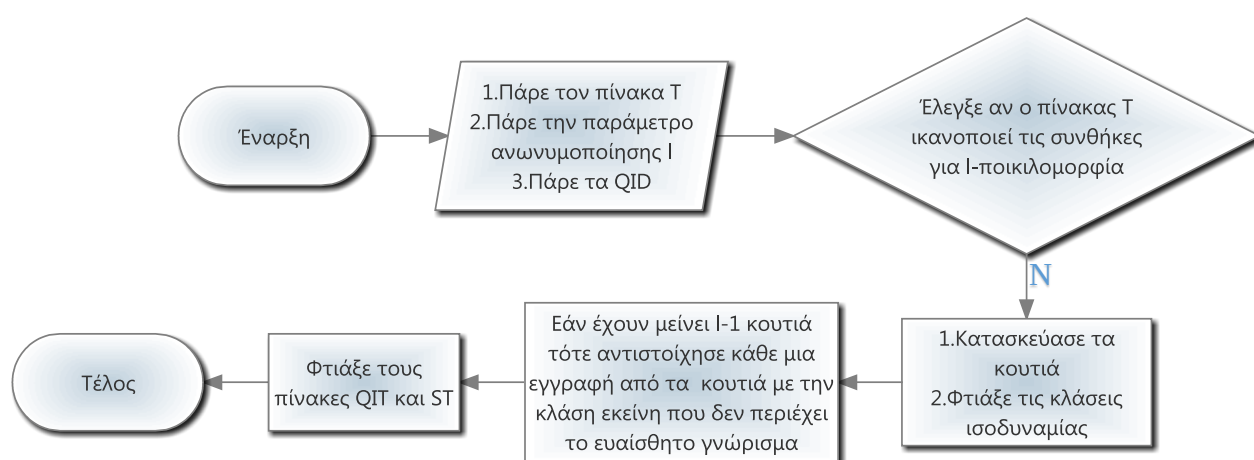 Έναρξη
1.Πάρε τον πίνακα Τ
2.Πάρε την παράμετρο
ανωνυμοποίησης l
3.Πάρε τα QID
Έλεγξε αν ο πίνακας Τ
ικανοποιεί τις συνθήκες
για l-ποικιλομορφία
N
1.Κατασκεύασε τα
κουτιά
2.Φτιάξε τις κλάσεις
ισοδυναμίας
Εάν έχουν μείνει l-1 κουτιά
τότε αντιστοίχησε κάθε μια
εγγραφή από τα κουτιά με την
κλάση εκείνη που δεν περιέχει
το ευαίσθητο γνώρισμα
Φτιάξε τους
πίνακες QIT και ST
Τέλος